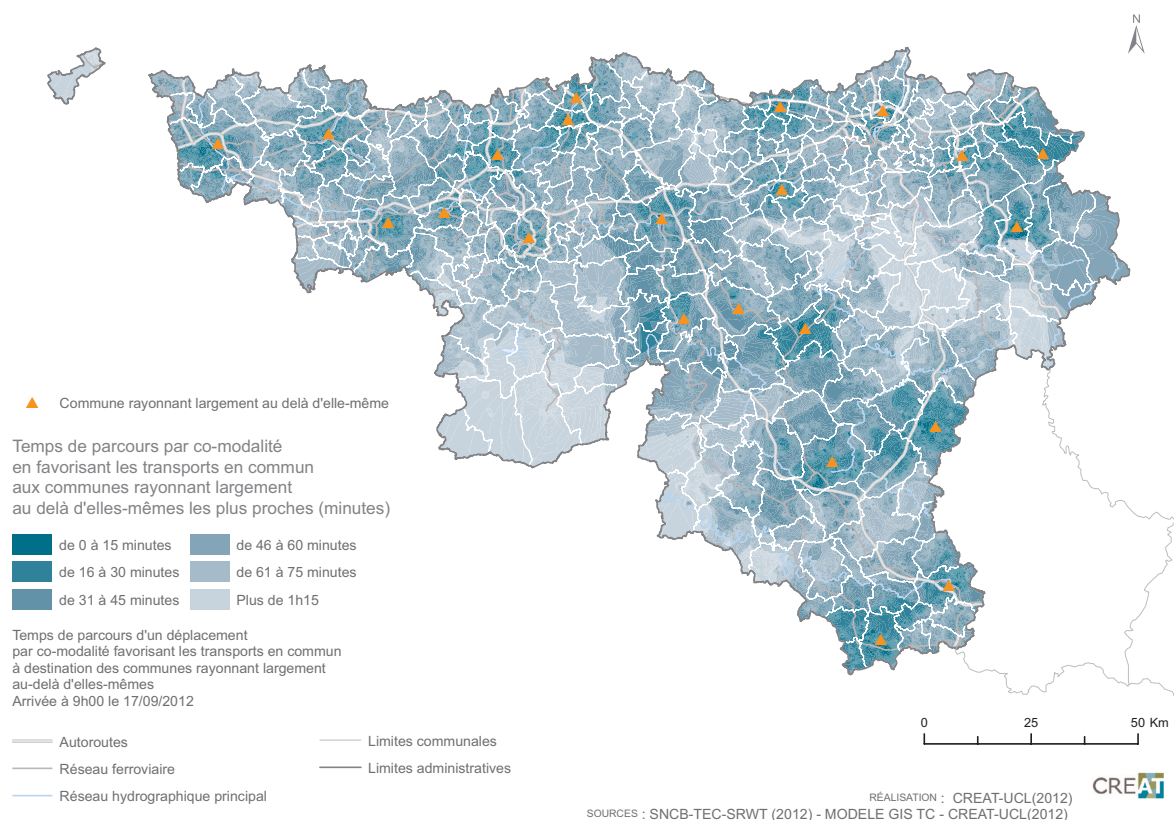 N
Commune rayonnant largement au delà d'elle-même
Temps de parcours par co-modalité
en favorisant les transports en commun
aux communes rayonnant largement
au delà d'elles-mêmes les plus proches (minutes)
de 0 à 15 minutes
de 46 à 60 minutes
de 16 à 30 minutes
de 61 à 75 minutes
de 31 à 45 minutes
Plus de 1h15
Temps de parcours d'un déplacement
par co-modalité favorisant les transports en commun
à destination des communes rayonnant largement
au-delà d'elles-mêmes
Arrivée à 9h00 le 17/09/2012
Autoroutes
Limites communales
Réseau ferroviaire
Limites administratives
Réseau hydrographique principal
0 25 50 Km
CREAT
RÉALISATION : CREAT-UCL(2012)
SOURCES : SNCB-TEC-SRWT (2012) - MODELE GIS TC - CREAT-UCL(2012)